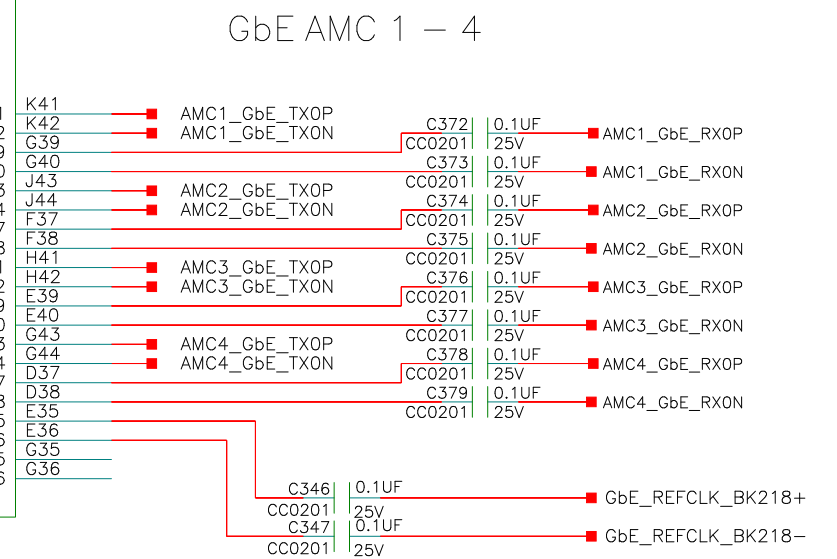 GbE AMC 1 – 4
K41
AMC1_GbE_TX0P
K42
AMC1_GbE_TX0N
C372
0.1UF
G39
CC0201
25V
AMC1_GbE_RX0P
G40
C373
0.1UF
CC0201
25V
AMC1_GbE_RX0N
J43
AMC2_GbE_TX0P
J44
AMC2_GbE_TX0N
C374
0.1UF
F37
CC0201
25V
AMC2_GbE_RX0P
F38
C375
0.1UF
CC0201
25V
AMC2_GbE_RX0N
H41
AMC3_GbE_TX0P
H42
AMC3_GbE_TX0N
C376
0.1UF
E39
CC0201
25V
AMC3_GbE_RX0P
E40
C377
0.1UF
CC0201
25V
AMC3_GbE_RX0N
G43
AMC4_GbE_TX0P
G44
AMC4_GbE_TX0N
C378
0.1UF
D37
CC0201
25V
AMC4_GbE_RX0P
D38
C379
0.1UF
CC0201
25V
AMC4_GbE_RX0N
E35
E36
G35
G36
C346
0.1UF
CC0201
25V
GbE_REFCLK_BK218+
C347
0.1UF
CC0201
25V
GbE_REFCLK_BK218–